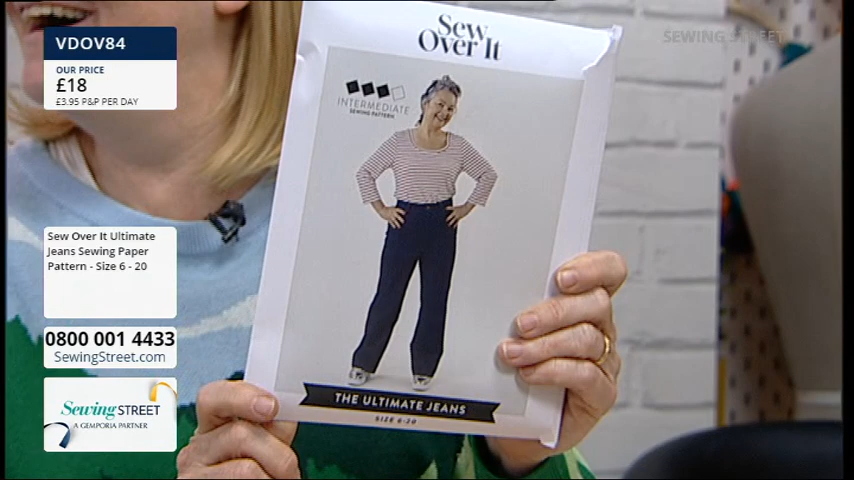 VDOV84
OUR PRICE
£18
£3.95 P&P PER DAY
Sew Over It Ultimate
Jeans Sewing Paper
Pattern - Size 6 - 20
0800 001 4433
SewingStreet.com
Sewing STREET
A GEMPORIA PARTNER
SEWING STREET
Sew
Over It
INTERMEDIATE
SEWING PATTERN
THE ULTIMATE JEANS
SIZE 6-20